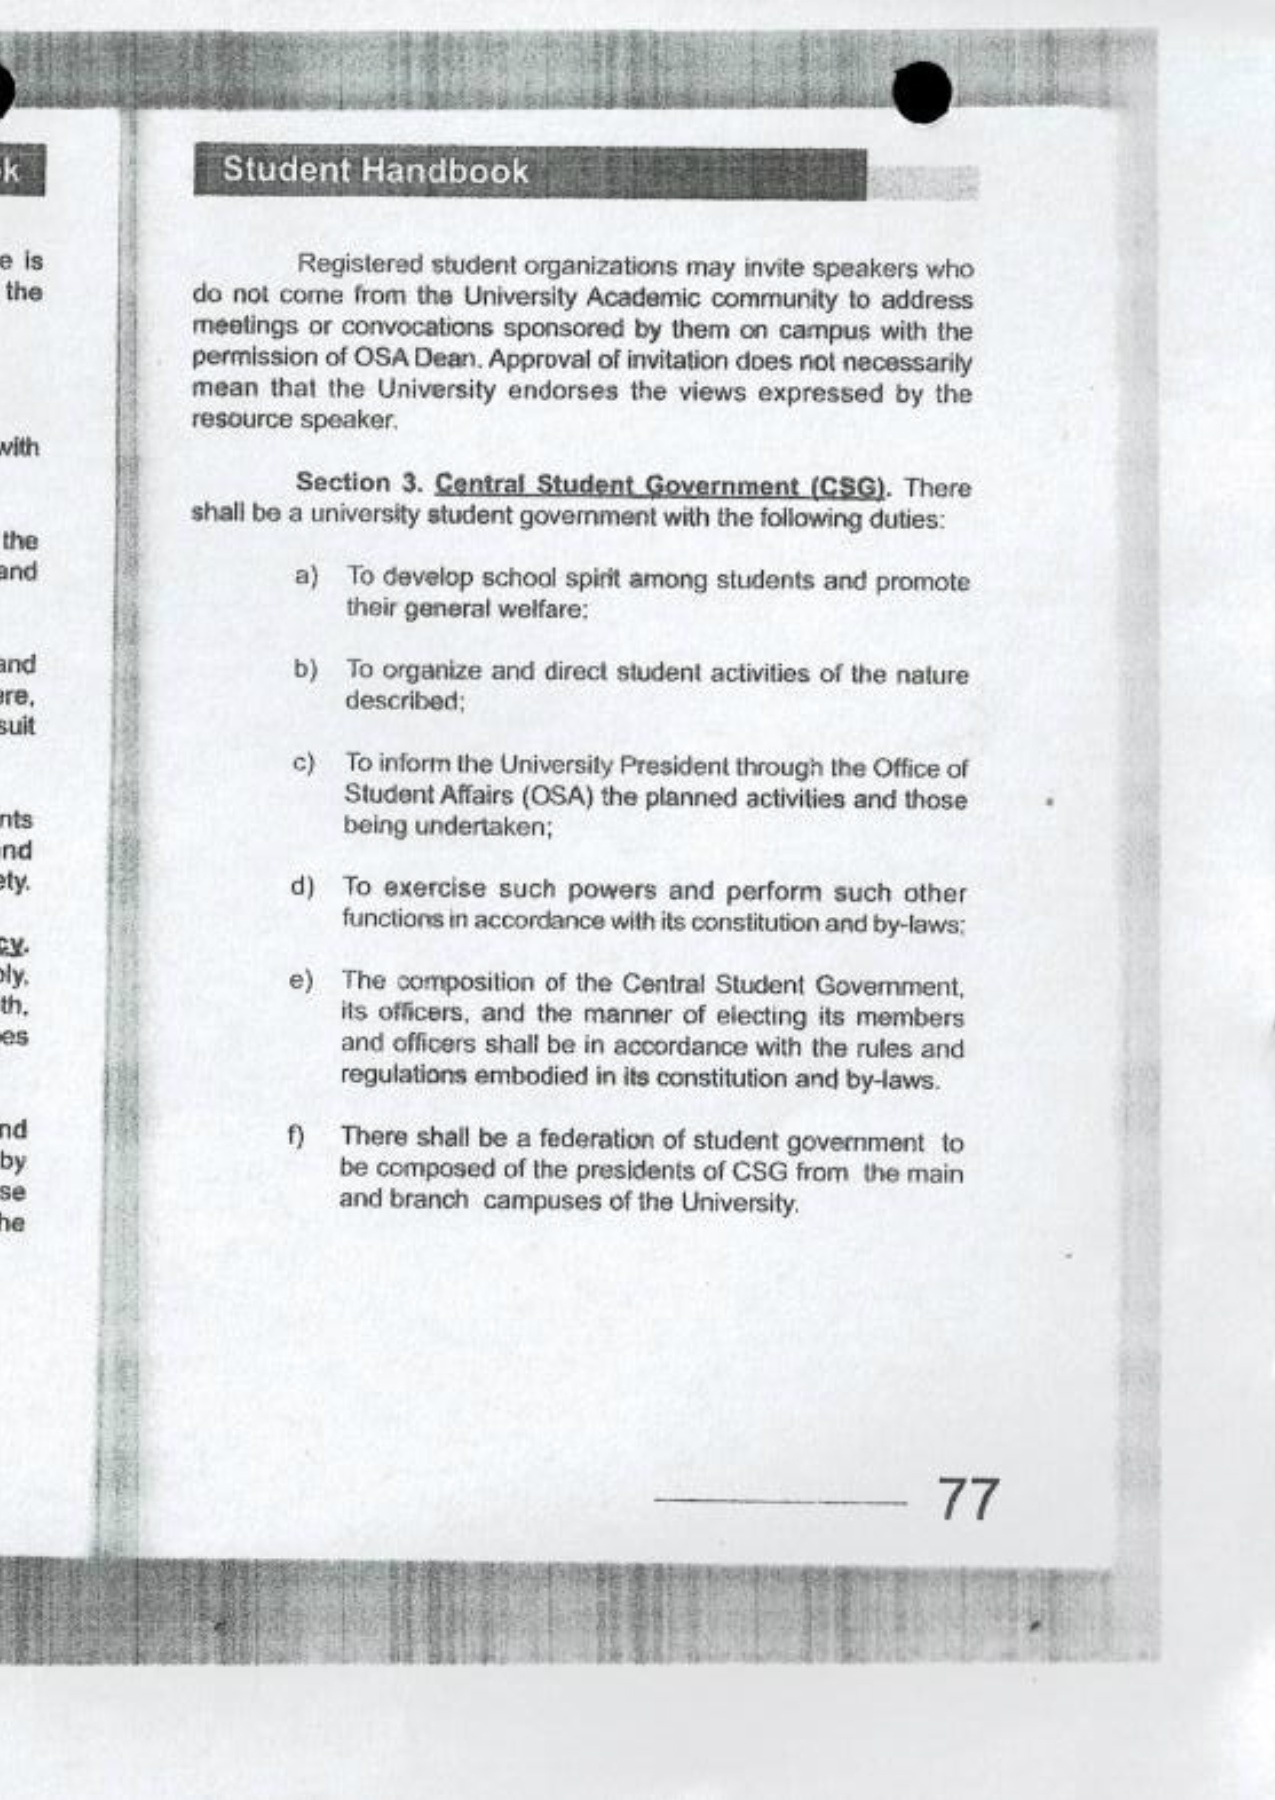 k
e is
the
with
the
and
and
ere,
suit
nts
nd
ety.
cy.
oly,
th,
es
nd
by
se
he
Student Handbook
Registered student organizations may invite speakers who
do not come from the University Academic community to address
meetings or convocations sponsored by them on campus with the
permission of OSA Dean. Approval of invitation does not necessarily
mean that the University endorses the views expressed by the
resource speaker.
Section 3. Central Student Government (CSG). There
shall be a university student government with the following duties:
a) To develop school spirit among students and promote
their general welfare;
b) To organize and direct student activities of the nature
described;
c) To inform the University President through the Office of
Student Affairs (OSA) the planned activities and those
being undertaken;
d) To exercise such powers and perform such other
functions in accordance with its constitution and by-laws;
e) The composition of the Central Student Government,
its officers, and the manner of electing its members
and officers shall be in accordance with the rules and
regulations embodied in its constitution and by-laws.
f) There shall be a federation of student government to
be composed of the presidents of CSG from the main
and branch campuses of the University.
77